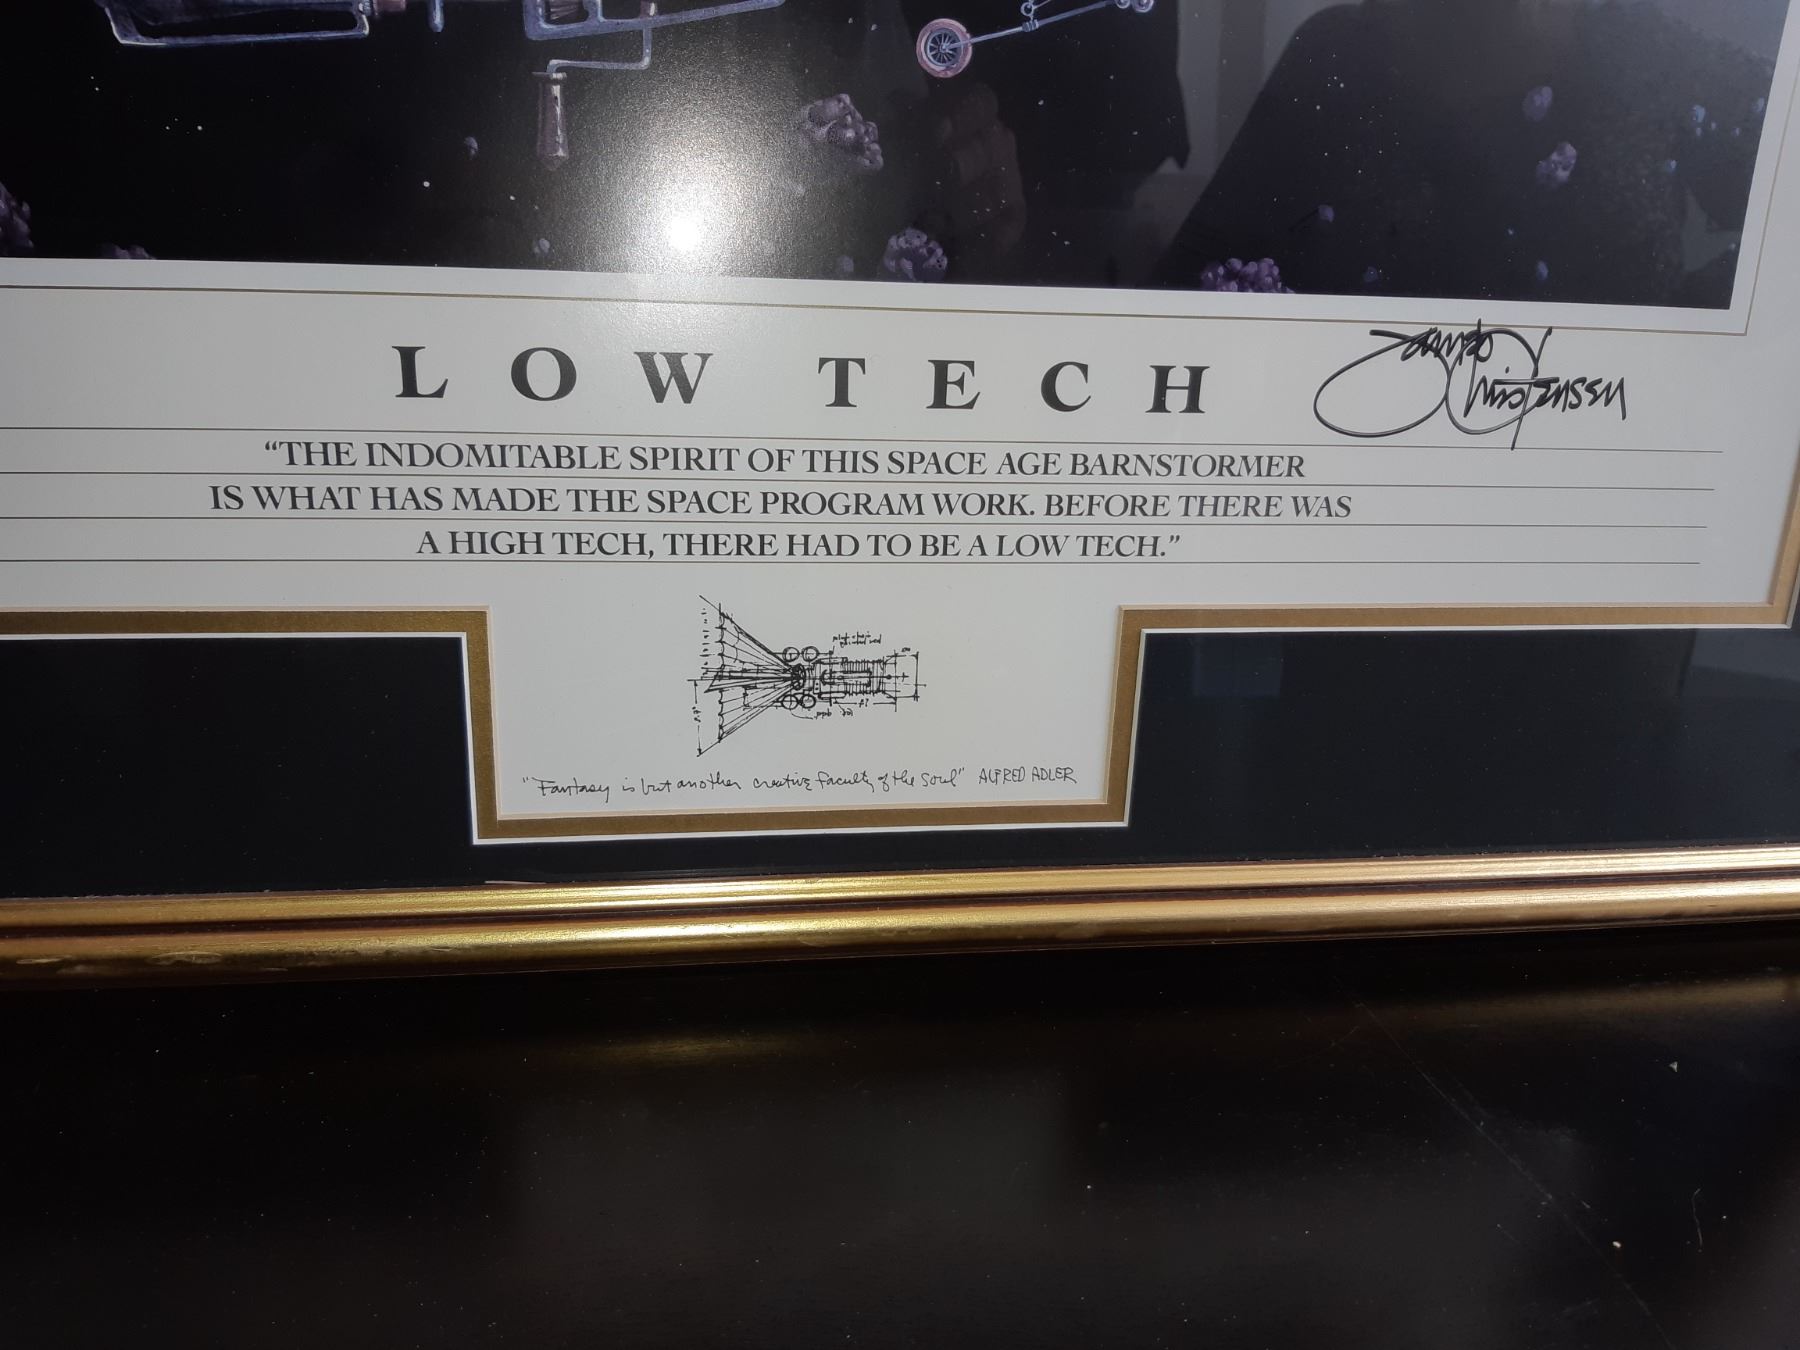 LOW TECH
James Christensen
"THE INDOMITABLE SPIRIT OF THIS SPACE AGE BARNSTORMER
IS WHAT HAS MADE THE SPACE PROGRAM WORK. BEFORE THERE WAS
A HIGH TECH, THERE HAD TO BE A LOW TECH."
"Fantasy is but another creative faculty of the soul" ALFRED ADLER